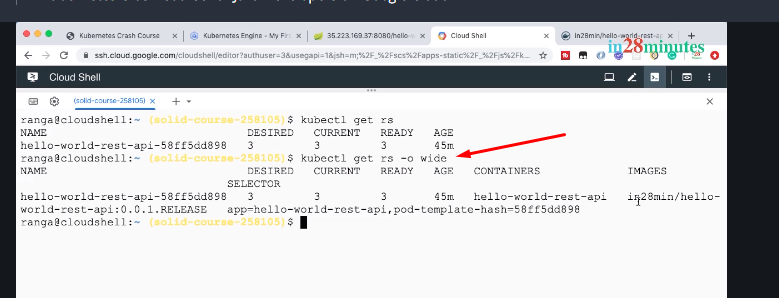 Kubernetes Crash Course
Kubernetes Engine - My Firs
35.223.169.37:8080/hello-w
Cloud Shell
in28min/hello-world-rest-ap
in28minutes
ssh.cloud.google.com/cloudshell/editor?authuser=3&usegapi=1&jsh=m;%2F_%2Fscs%2Fapps-static%2F_%2Fjs%2Fk...
Cloud Shell
(solid-course-258105)
ranga@cloudshell:~ (solid-course-258105)$ kubectl get rs
NAME DESIRED CURRENT READY AGE
hello-world-rest-api-58ff5dd898 3 3 3 45m
ranga@cloudshell:~ (solid-course-258105)$ kubectl get rs -o wide
NAME DESIRED CURRENT READY AGE CONTAINERS IMAGES
SELECTOR
hello-world-rest-api-58ff5dd898 3 3 3 45m hello-world-rest-api in28min/hello-
world-rest-api:0.0.1.RELEASE app=hello-world-rest-api,pod-template-hash=58ff5dd898
ranga@cloudshell:~ (solid-course-258105)$